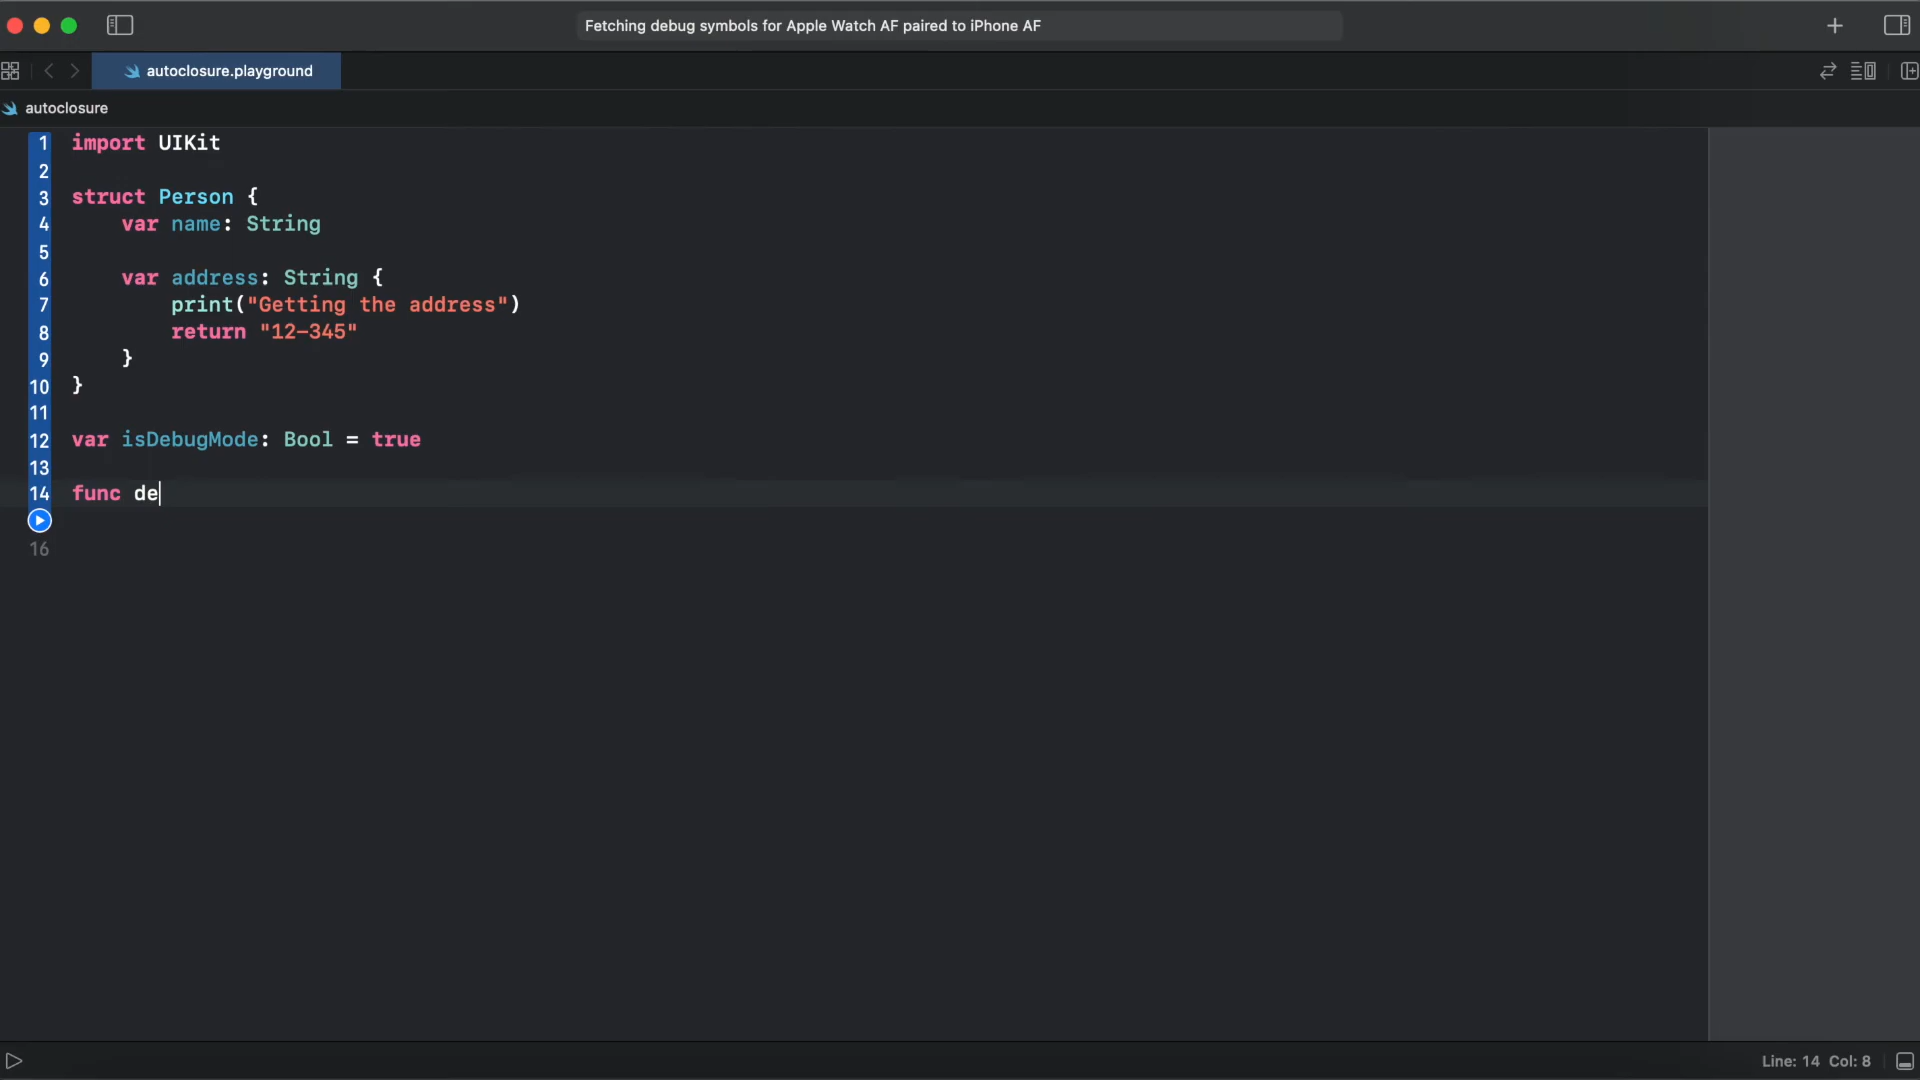 Fetching debug symbols for Apple Watch AF paired to iPhone AF
autoclosure.playground
autoclosure
1 import UIKit
2
3 struct Person {
4     var name: String
5
6     var address: String {
7         print("Getting the address")
8         return "12-345"
9     }
10 }
11
12 var isDebugMode: Bool = true
13
14 func de
16
Line: 14 Col: 8